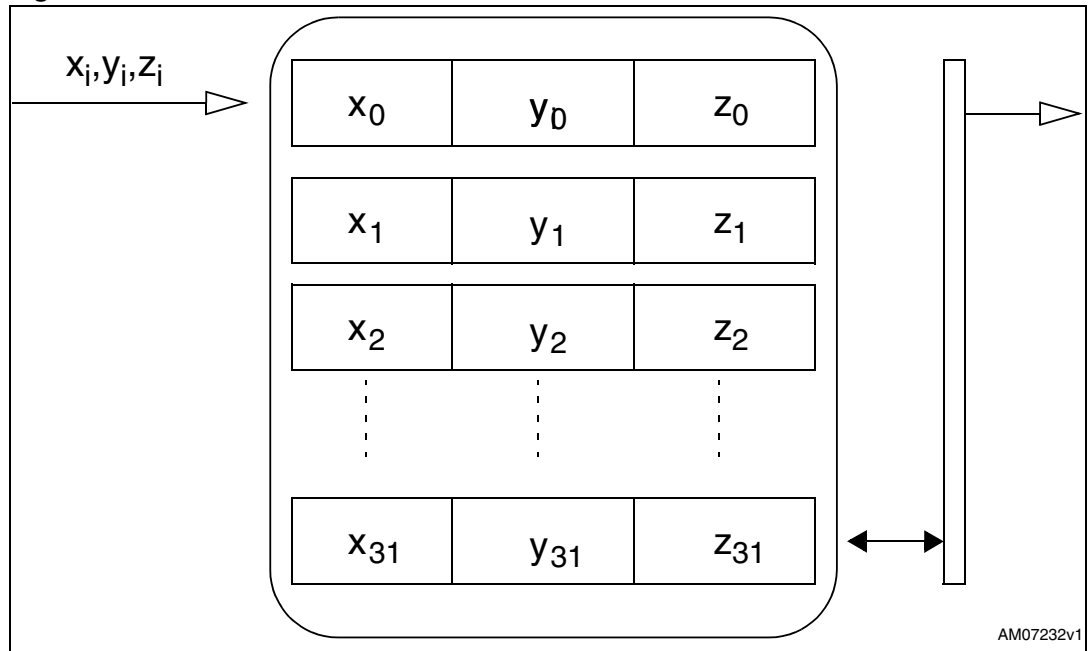 xᵢ,yᵢ,zᵢ
x₀ y₀ z₀
x₁ y₁ z₁
x₂ y₂ z₂
x₃₁ y₃₁ z₃₁
AM07232v1